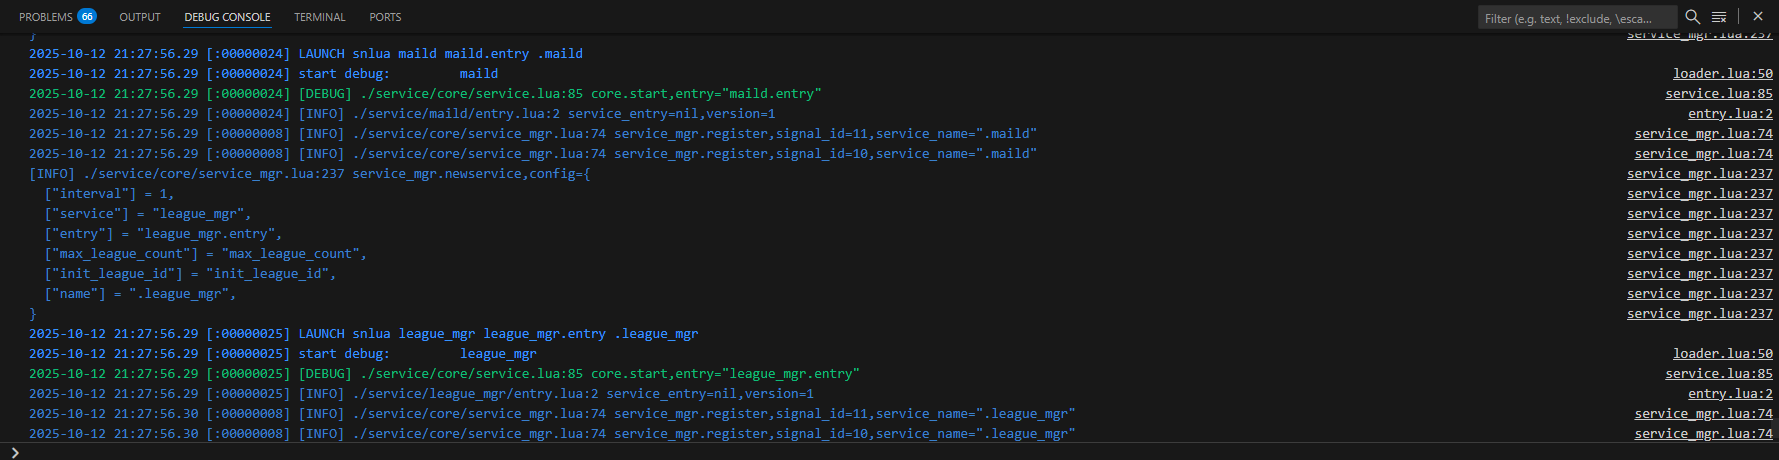 PROBLEMS 66 OUTPUT DEBUG CONSOLE TERMINAL PORTS Filter (e.g. text, !exclude, \esca...
} service_mgr.lua:237
2025-10-12 21:27:56.29 [:00000024] LAUNCH snlua maild maild.entry .maild
2025-10-12 21:27:56.29 [:00000024] start debug: maild loader.lua:50
2025-10-12 21:27:56.29 [:00000024] [DEBUG] ./service/core/service.lua:85 core.start,entry="maild.entry" service.lua:85
2025-10-12 21:27:56.29 [:00000024] [INFO] ./service/maild/entry.lua:2 service_entry=nil,version=1 entry.lua:2
2025-10-12 21:27:56.29 [:00000008] [INFO] ./service/core/service_mgr.lua:74 service_mgr.register,signal_id=11,service_name=".maild" service_mgr.lua:74
2025-10-12 21:27:56.29 [:00000008] [INFO] ./service/core/service_mgr.lua:74 service_mgr.register,signal_id=10,service_name=".maild" service_mgr.lua:74
[INFO] ./service/core/service_mgr.lua:237 service_mgr.newservice,config={ service_mgr.lua:237
["interval"] = 1, service_mgr.lua:237
["service"] = "league_mgr", service_mgr.lua:237
["entry"] = "league_mgr.entry", service_mgr.lua:237
["max_league_count"] = "max_league_count", service_mgr.lua:237
["init_league_id"] = "init_league_id", service_mgr.lua:237
["name"] = ".league_mgr", service_mgr.lua:237
} service_mgr.lua:237
2025-10-12 21:27:56.29 [:00000025] LAUNCH snlua league_mgr league_mgr.entry .league_mgr
2025-10-12 21:27:56.29 [:00000025] start debug: league_mgr loader.lua:50
2025-10-12 21:27:56.29 [:00000025] [DEBUG] ./service/core/service.lua:85 core.start,entry="league_mgr.entry" service.lua:85
2025-10-12 21:27:56.29 [:00000025] [INFO] ./service/league_mgr/entry.lua:2 service_entry=nil,version=1 entry.lua:2
2025-10-12 21:27:56.30 [:00000008] [INFO] ./service/core/service_mgr.lua:74 service_mgr.register,signal_id=11,service_name=".league_mgr" service_mgr.lua:74
2025-10-12 21:27:56.30 [:00000008] [INFO] ./service/core/service_mgr.lua:74 service_mgr.register,signal_id=10,service_name=".league_mgr" service_mgr.lua:74